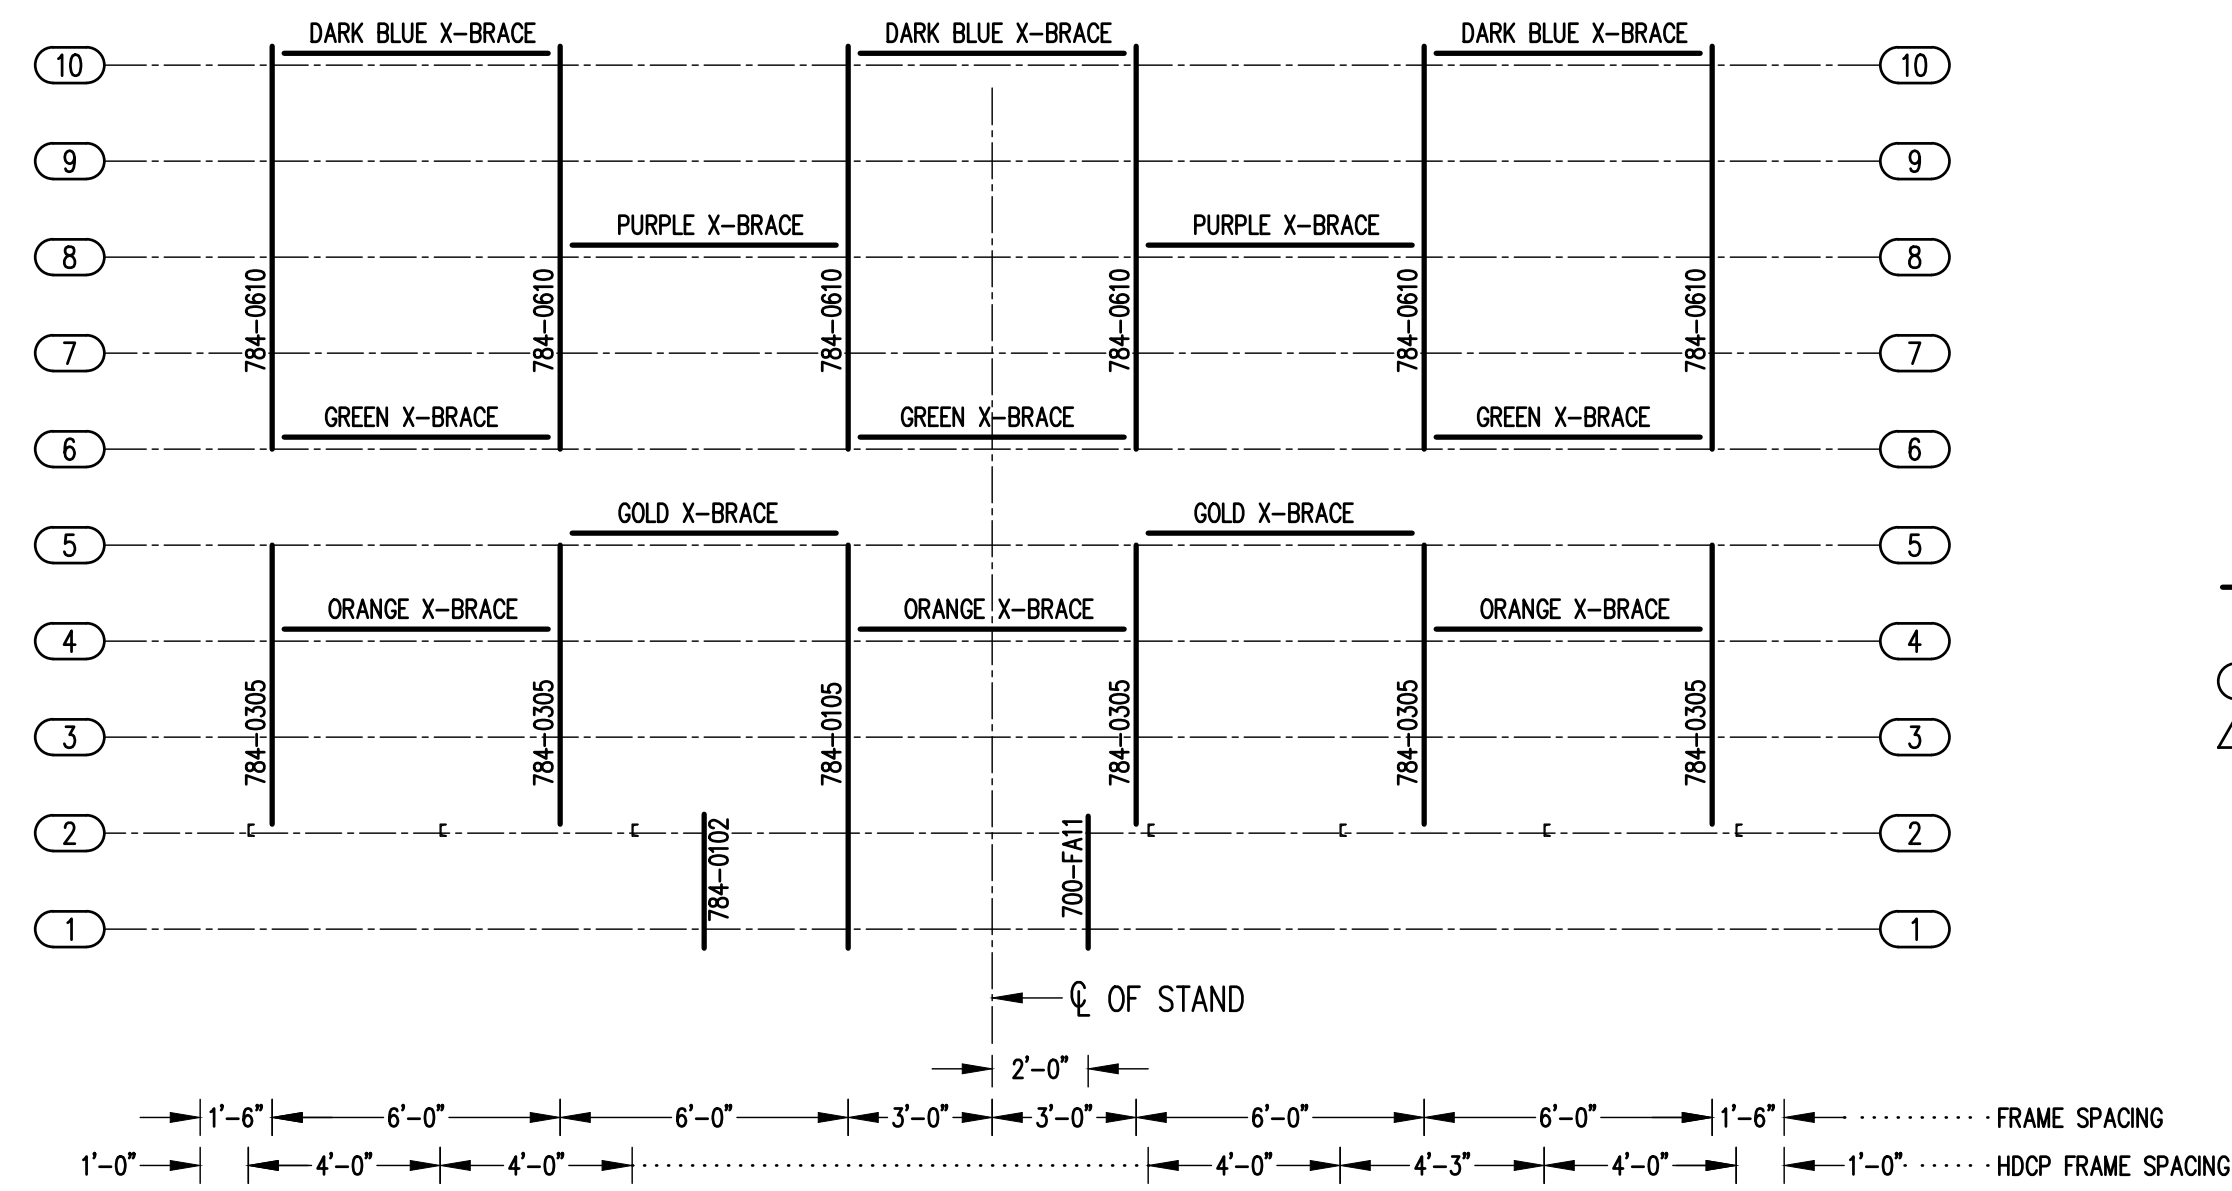 DARK BLUE X-BRACE DARK BLUE X-BRACE DARK BLUE X-BRACE
10 10
9 9
PURPLE X-BRACE PURPLE X-BRACE
8 8
784-0610 784-0610 784-0610 784-0610 784-0610 784-0610
7 7
GREEN X-BRACE GREEN X-BRACE GREEN X-BRACE
6 6
GOLD X-BRACE GOLD X-BRACE
5 5
ORANGE X-BRACE ORANGE X-BRACE ORANGE X-BRACE
4 4
784-0305 784-0305 784-0105 784-0305 784-0305 784-0305
3 3
2 2
784-0102 700-FA11
1 1
℄ OF STAND
2'-0"
1'-6" 6'-0" 6'-0" 3'-0" 3'-0" 6'-0" 6'-0" 1'-6" FRAME SPACING
1'-0" 4'-0" 4'-0" 4'-0" 4'-3" 4'-0" 1'-0" HDCP FRAME SPACING